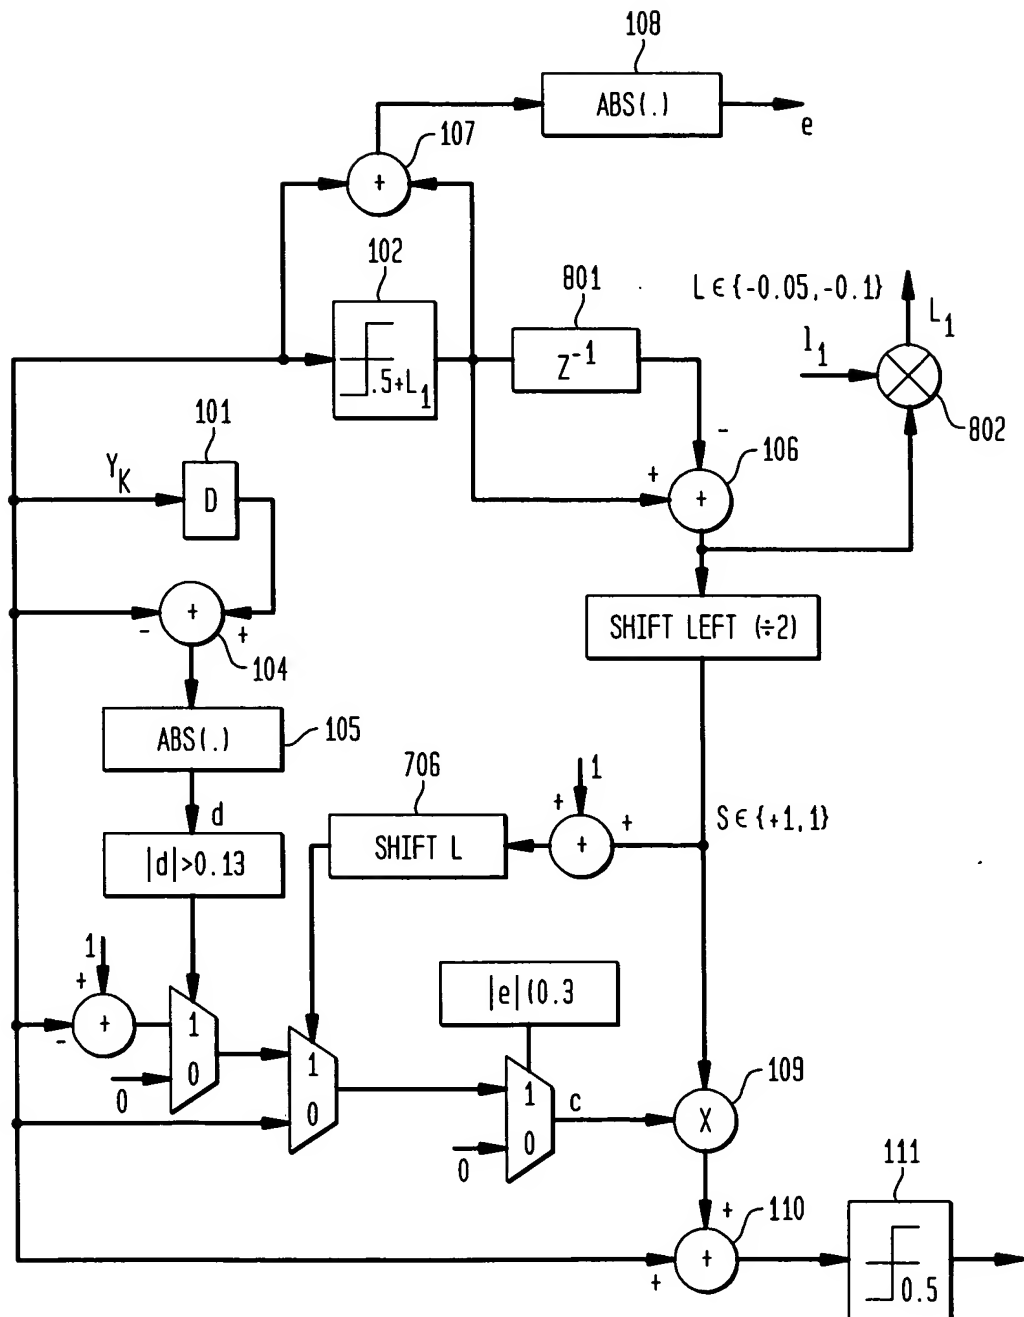 108
ABS(.)
e
107
+
102
.5+L1
801
Z-1
L ∈ {-0.05,-0.1}
L1
l1
802
101
YK
D
-
+
106
+
+
-
+
104
SHIFT LEFT (÷2)
ABS(.)
105
d
|d|>0.13
706
SHIFT L
1
+
+
+
S ∈ {+1,1}
1
+
+
-
1
0
0
1
0
|e| (0.3
1
0
0
c
109
X
+
110
+
+
111
0.5